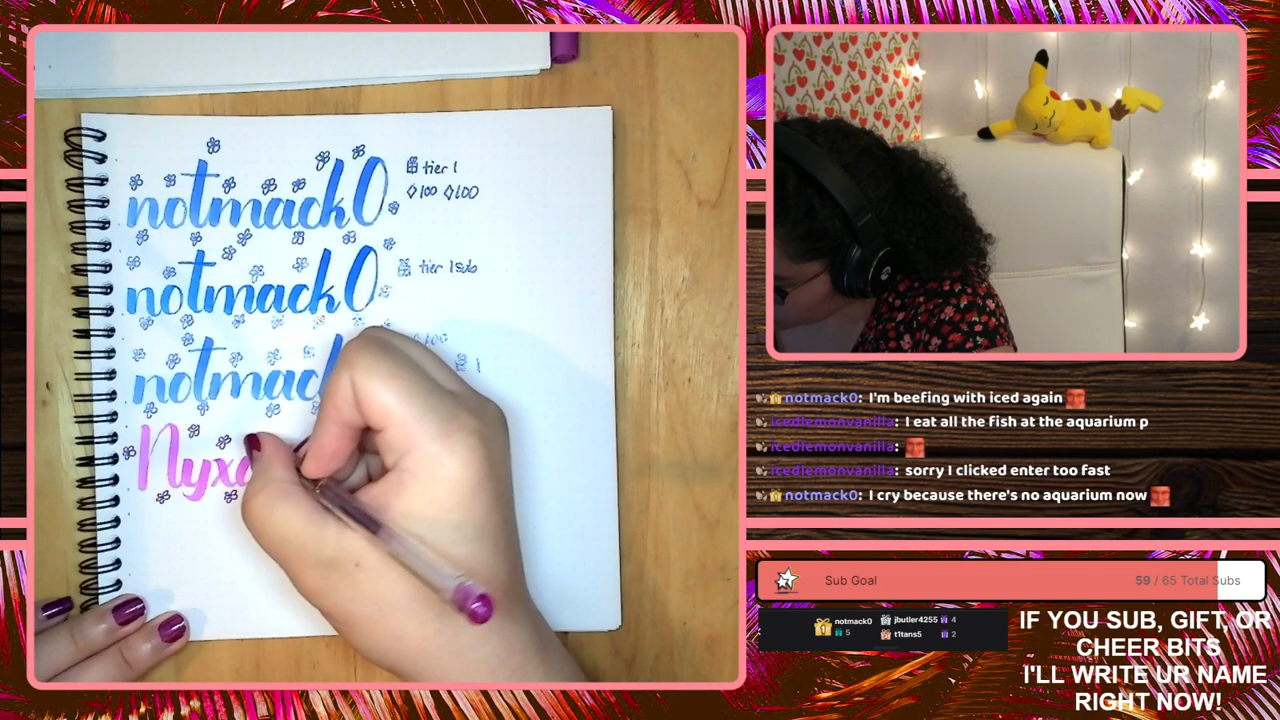 notmack0
tier 1
100 100
notmack0
tier 1 sub
notmack0: I'm beefing with iced again
icedlemonvanilla: I eat all the fish at the aquarium p
icedlemonvanilla:
icedlemonvanilla: sorry I clicked enter too fast
notmack0: I cry because there's no aquarium now
Sub Goal
59 / 65 Total Subs
1
notmack0
5
jbutler4255 4
t1tans5 2
IF YOU SUB, GIFT, OR
CHEER BITS
I'LL WRITE UR NAME
RIGHT NOW!